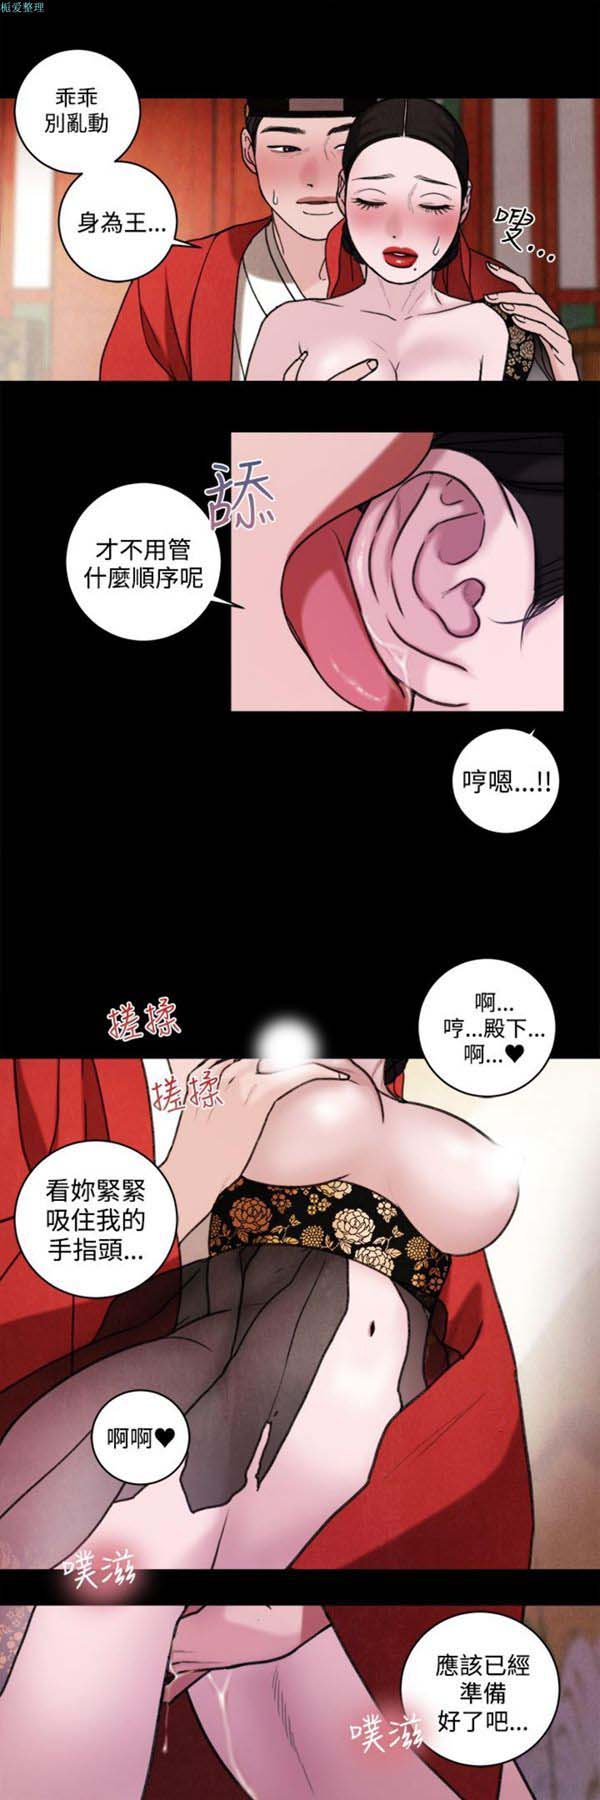 栀爱整理
乖乖
別亂動
身為王...
嗖...
舔
才不用管
什麼順序呢
哼嗯...!!
搓揉
啊...
哼...殿下...
啊...♥
搓揉
看妳緊緊
吸住我的
手指頭...
啊啊♥
噗滋
應該已經
準備
好了吧...
噗滋